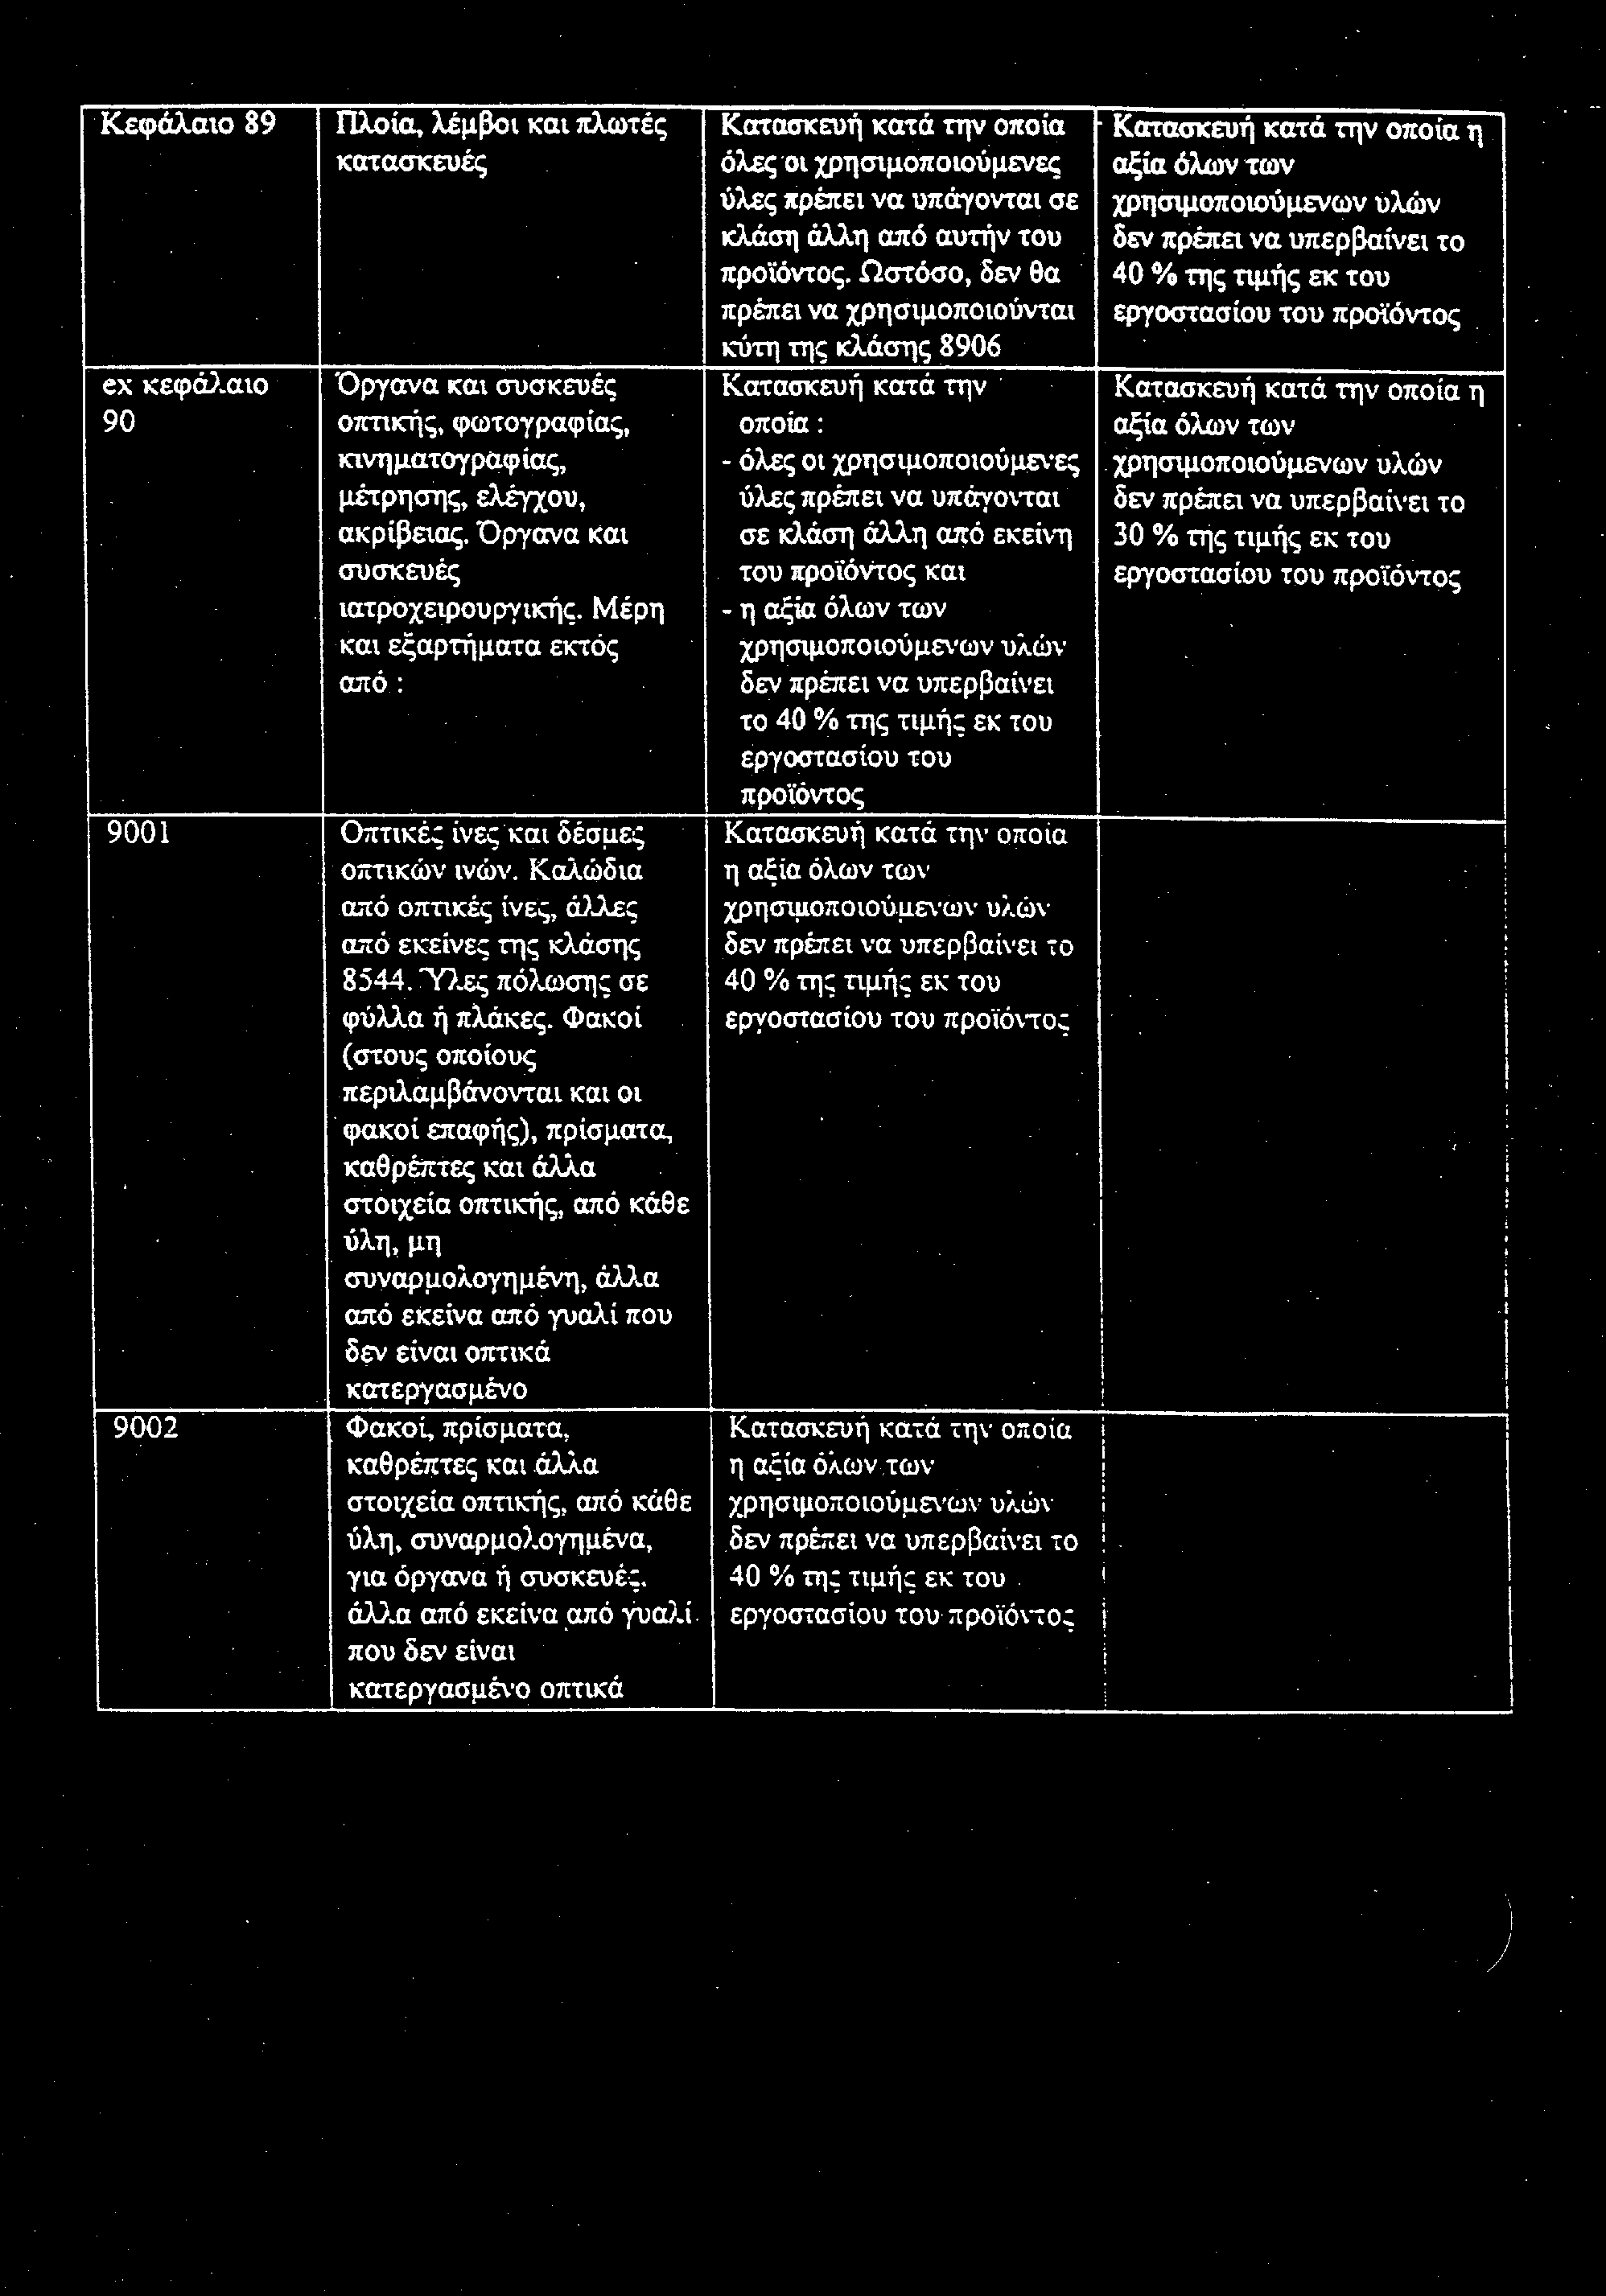 Κεφάλαιο 89
Πλοία, λέμβοι και πλωτές
κατασκευές
Κατασκευή κατά την οποία
όλες οι χρησιμοποιούμενες
ύλες πρέπει να υπάγονται σε
κλάση άλλη από αυτήν του
προϊόντος. Ωστόσο, δεν θα
πρέπει να χρησιμοποιούνται
κύτη της κλάσης 8906
Κατασκευή κατά την οποία η
αξία όλων των
χρησιμοποιούμενων υλών
δεν πρέπει να υπερβαίνει το
40 % της τιμής εκ του
εργοστασίου του προϊόντος
ex κεφάλαιο
90
Όργανα και συσκευές
οπτικής, φωτογραφίας,
κινηματογραφίας,
μέτρησης, ελέγχου,
ακρίβειας. Όργανα και
συσκευές
ιατροχειρουργικής. Μέρη
και εξαρτήματα εκτός
από :
Κατασκευή κατά την
οποία :
- όλες οι χρησιμοποιούμενες
ύλες πρέπει να υπάγονται
σε κλάση άλλη από εκείνη
του προϊόντος και
- η αξία όλων των
χρησιμοποιούμενων υλών
δεν πρέπει να υπερβαίνει
το 40 % της τιμής εκ του
εργοστασίου του
προϊόντος
Κατασκευή κατά την οποία η
αξία όλων των
χρησιμοποιούμενων υλών
δεν πρέπει να υπερβαίνει το
30 % της τιμής εκ του
εργοστασίου του προϊόντος
9001
Οπτικές ίνες και δέσμες
οπτικών ινών. Καλώδια
από οπτικές ίνες, άλλες
από εκείνες της κλάσης
8544. Ύλες πόλωσης σε
φύλλα ή πλάκες. Φακοί
(στους οποίους
περιλαμβάνονται και οι
φακοί επαφής), πρίσματα,
καθρέπτες και άλλα
στοιχεία οπτικής, από κάθε
ύλη, μη
συναρμολογημένη, άλλα
από εκείνα από γυαλί που
δεν είναι οπτικά
κατεργασμένο
Κατασκευή κατά την οποία
η αξία όλων των
χρησιμοποιούμενων υλών
δεν πρέπει να υπερβαίνει το
40 % της τιμής εκ του
εργοστασίου του προϊόντος
9002
Φακοί, πρίσματα,
καθρέπτες και άλλα
στοιχεία οπτικής, από κάθε
ύλη, συναρμολογημένα,
για όργανα ή συσκευές,
άλλα από εκείνα από γυαλί
που δεν είναι
κατεργασμένο οπτικά
Κατασκευή κατά την οποία
η αξία όλων των
χρησιμοποιούμενων υλών
δεν πρέπει να υπερβαίνει το
40 % της τιμής εκ του
εργοστασίου του προϊόντος